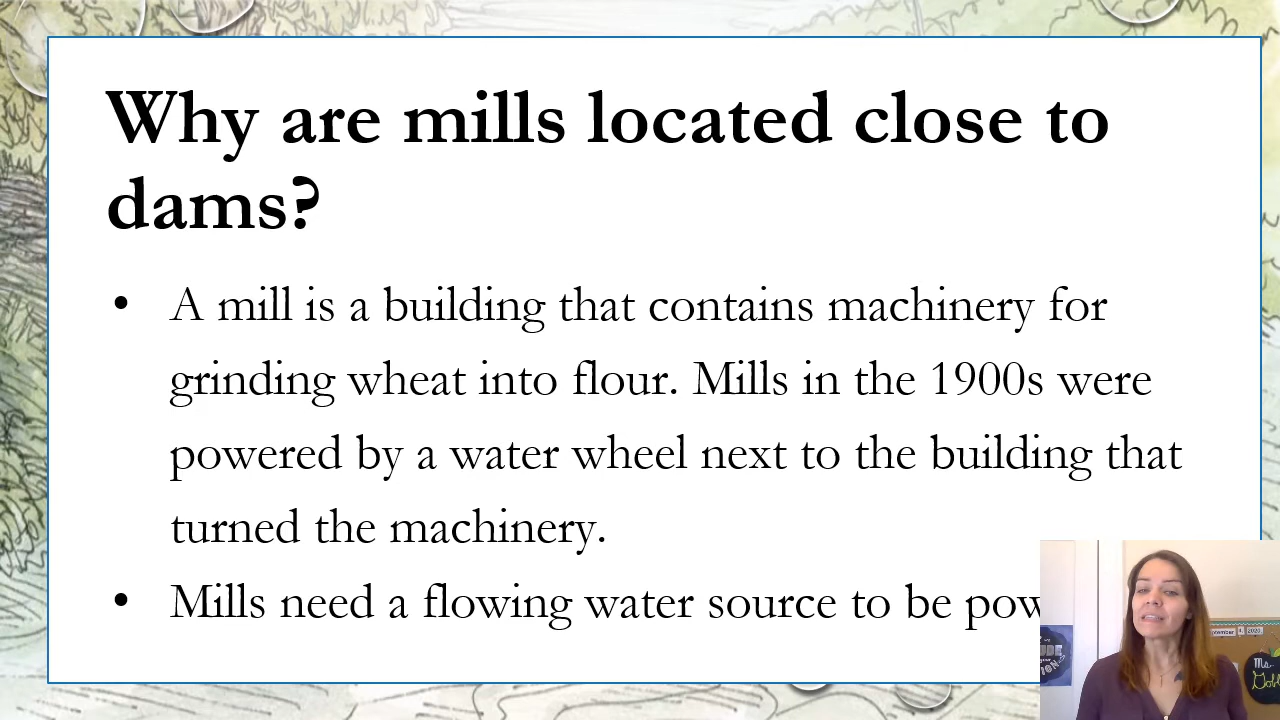 Why are mills located close to
dams?
• A mill is a building that contains machinery for
grinding wheat into flour. Mills in the 1900s were
powered by a water wheel next to the building that
turned the machinery.
• Mills need a flowing water source to be pow
2020
Ms.